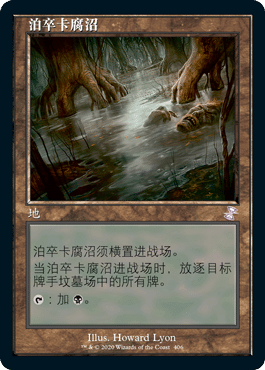 泊卒卡腐沼
地
泊卒卡腐沼须横置进战场。
当泊卒卡腐沼进战场时，放逐目标
牌手坟墓场中的所有牌。
：加。
Illus. Howard Lyon
™ & © 2020 Wizards of the Coast 404